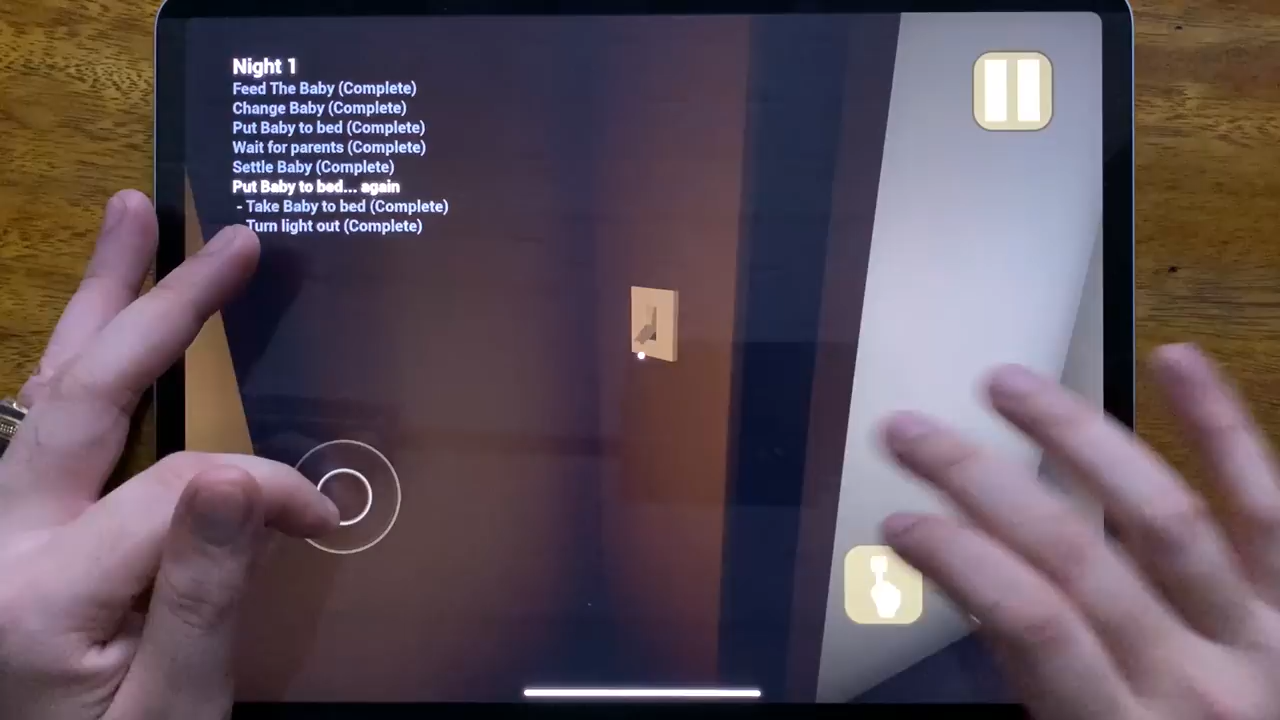 Night 1
Feed The Baby (Complete)
Change Baby (Complete)
Put Baby to bed (Complete)
Wait for parents (Complete)
Settle Baby (Complete)
Put Baby to bed... again
- Take Baby to bed (Complete)
Turn light out (Complete)